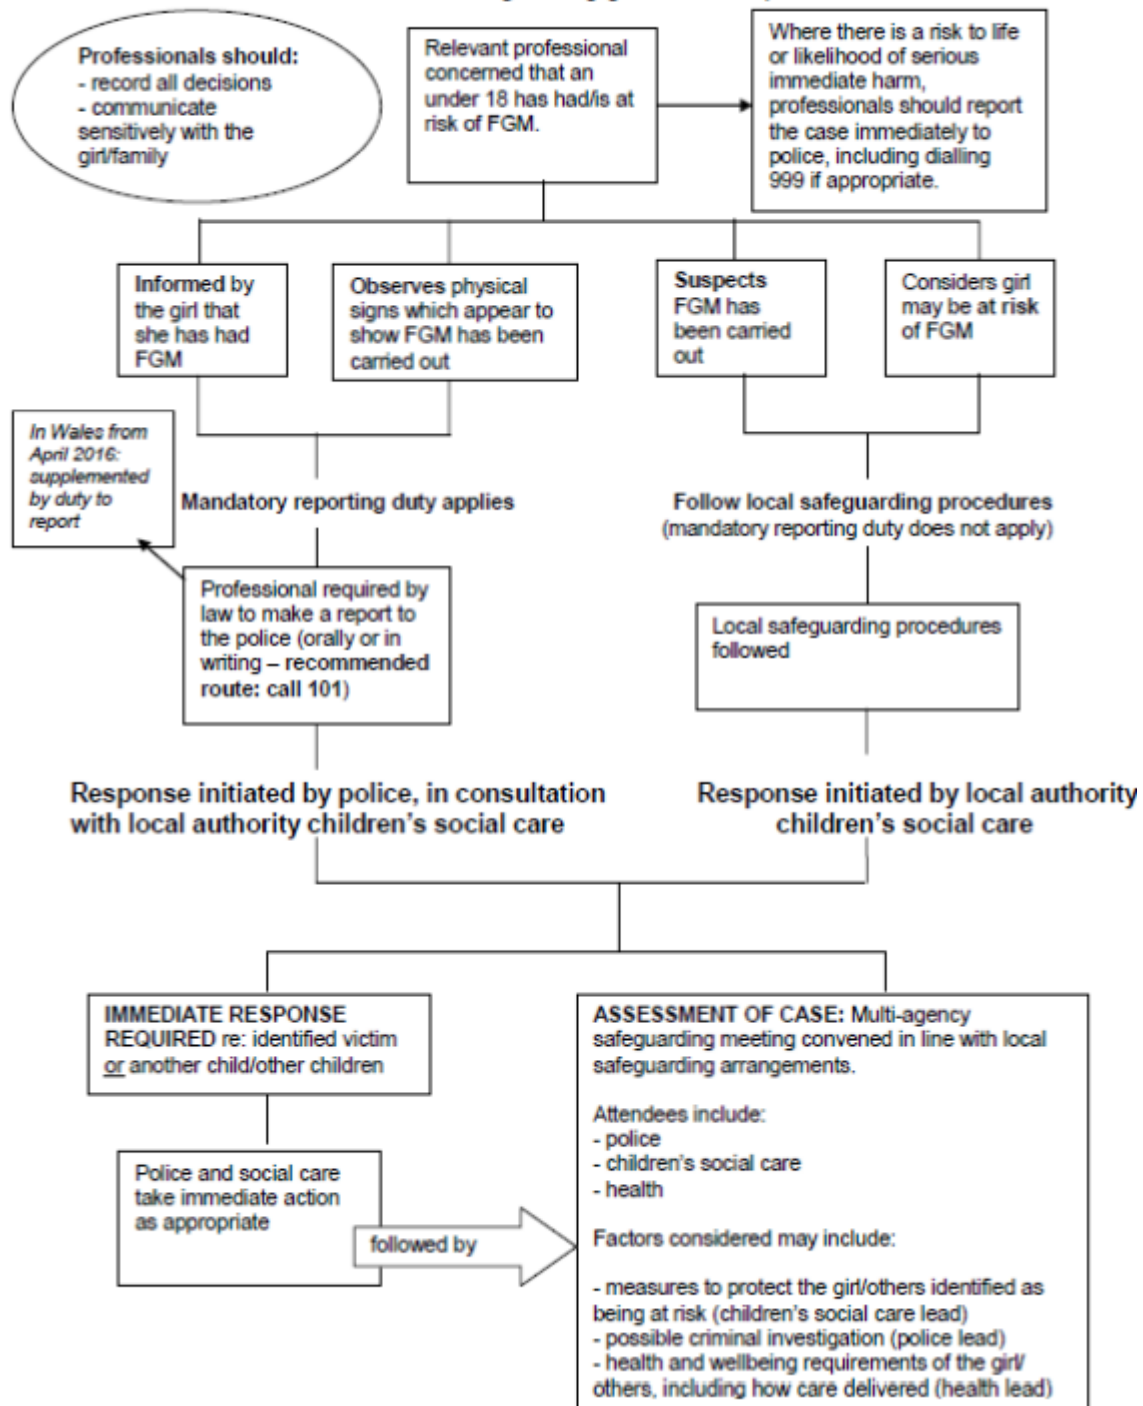 Professionals should:
- record all decisions
- communicate
sensitively with the
girl/family
Relevant professional
concerned that an
under 18 has had/is at
risk of FGM.
Where there is a risk to life
or likelihood of serious
immediate harm,
professionals should report
the case immediately to
police, including dialling
999 if appropriate.
Informed by
the girl that
she has had
FGM
Observes physical
signs which appear to
show FGM has been
carried out
Suspects
FGM has
been carried
out
Considers girl
may be at risk
of FGM
In Wales from
April 2016:
supplemented
by duty to
report
Mandatory reporting duty applies
Follow local safeguarding procedures
(mandatory reporting duty does not apply)
Professional required by
law to make a report to
the police (orally or in
writing – recommended
route: call 101)
Local safeguarding procedures
followed
Response initiated by police, in consultation
with local authority children's social care
Response initiated by local authority
children's social care
IMMEDIATE RESPONSE
REQUIRED re: identified victim
or another child/other children
Police and social care
take immediate action
as appropriate
followed by
ASSESSMENT OF CASE: Multi-agency
safeguarding meeting convened in line with local
safeguarding arrangements.
Attendees include:
- police
- children's social care
- health
Factors considered may include:
- measures to protect the girl/others identified as
being at risk (children's social care lead)
- possible criminal investigation (police lead)
- health and wellbeing requirements of the girl/
others, including how care delivered (health lead)